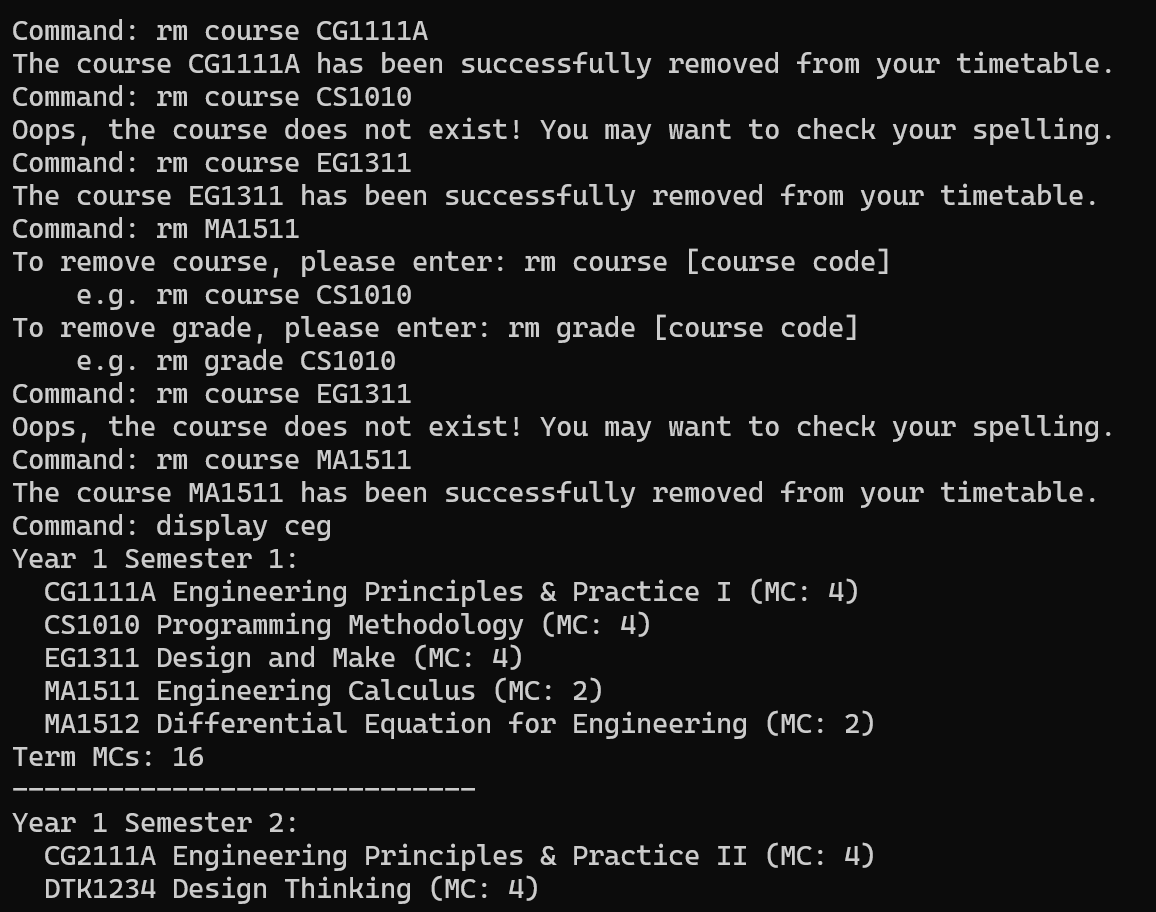 Command: rm course CG1111A
The course CG1111A has been successfully removed from your timetable.
Command: rm course CS1010
Oops, the course does not exist! You may want to check your spelling.
Command: rm course EG1311
The course EG1311 has been successfully removed from your timetable.
Command: rm MA1511
To remove course, please enter: rm course [course code]
    e.g. rm course CS1010
To remove grade, please enter: rm grade [course code]
    e.g. rm grade CS1010
Command: rm course EG1311
Oops, the course does not exist! You may want to check your spelling.
Command: rm course MA1511
The course MA1511 has been successfully removed from your timetable.
Command: display ceg
Year 1 Semester 1:
  CG1111A Engineering Principles & Practice I (MC: 4)
  CS1010 Programming Methodology (MC: 4)
  EG1311 Design and Make (MC: 4)
  MA1511 Engineering Calculus (MC: 2)
  MA1512 Differential Equation for Engineering (MC: 2)
Term MCs: 16
-----------------------------
Year 1 Semester 2:
  CG2111A Engineering Principles & Practice II (MC: 4)
  DTK1234 Design Thinking (MC: 4)